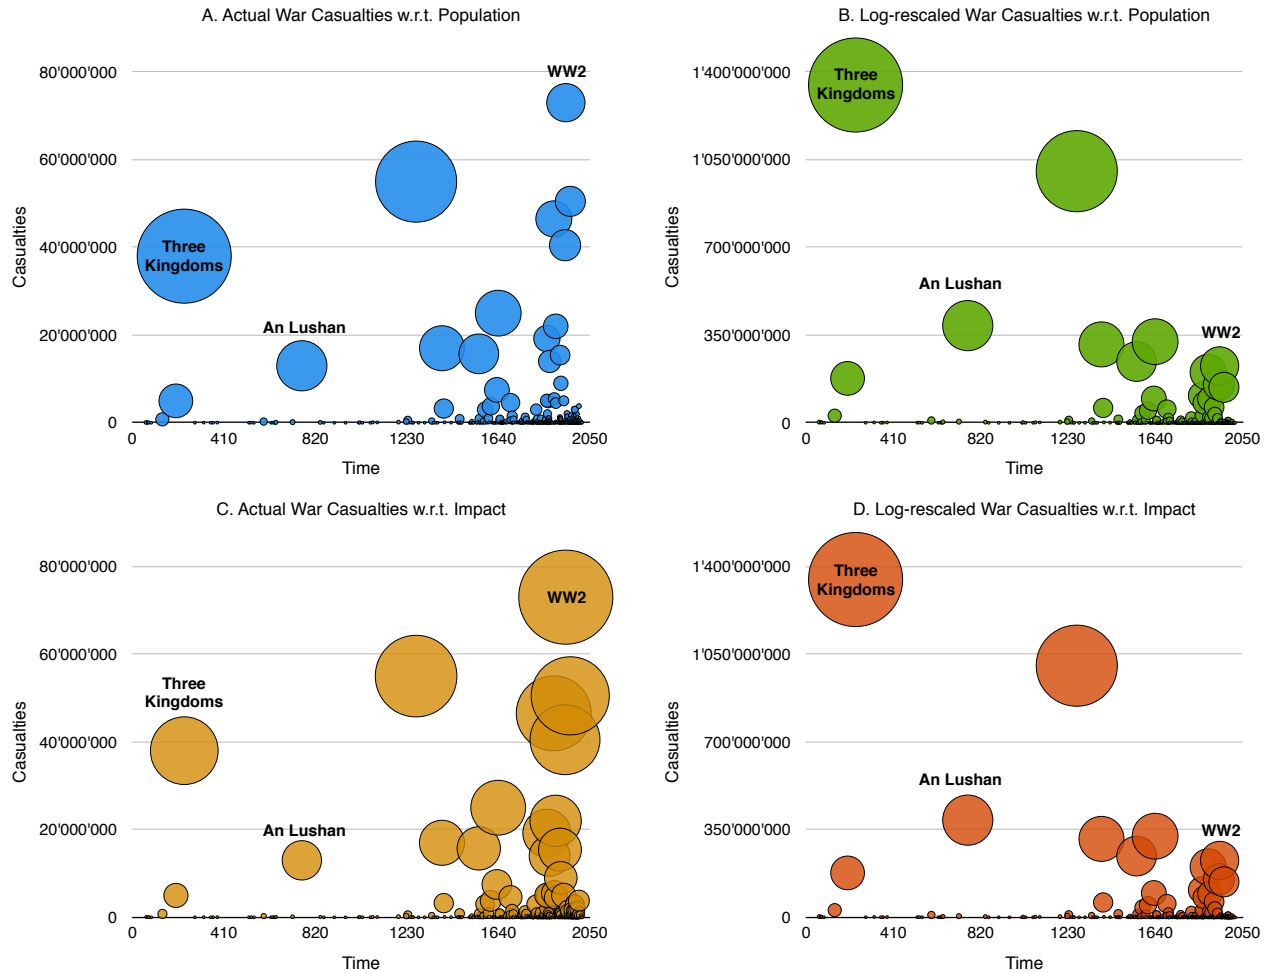 A. Actual War Casualties w.r.t. Population
80'000'000
60'000'000
40'000'000
20'000'000
0
Casualties
WW2
Three
Kingdoms
An Lushan
0 410 820 1230 1640 2050
Time
B. Log-rescaled War Casualties w.r.t. Population
1'400'000'000
1'050'000'000
700'000'000
350'000'000
0
Casualties
Three
Kingdoms
An Lushan
WW2
0 410 820 1230 1640 2050
Time
C. Actual War Casualties w.r.t. Impact
80'000'000
60'000'000
40'000'000
20'000'000
0
Casualties
WW2
Three
Kingdoms
An Lushan
0 410 820 1230 1640 2050
Time
D. Log-rescaled War Casualties w.r.t. Impact
1'400'000'000
1'050'000'000
700'000'000
350'000'000
0
Casualties
Three
Kingdoms
An Lushan
WW2
0 410 820 1230 1640 2050
Time